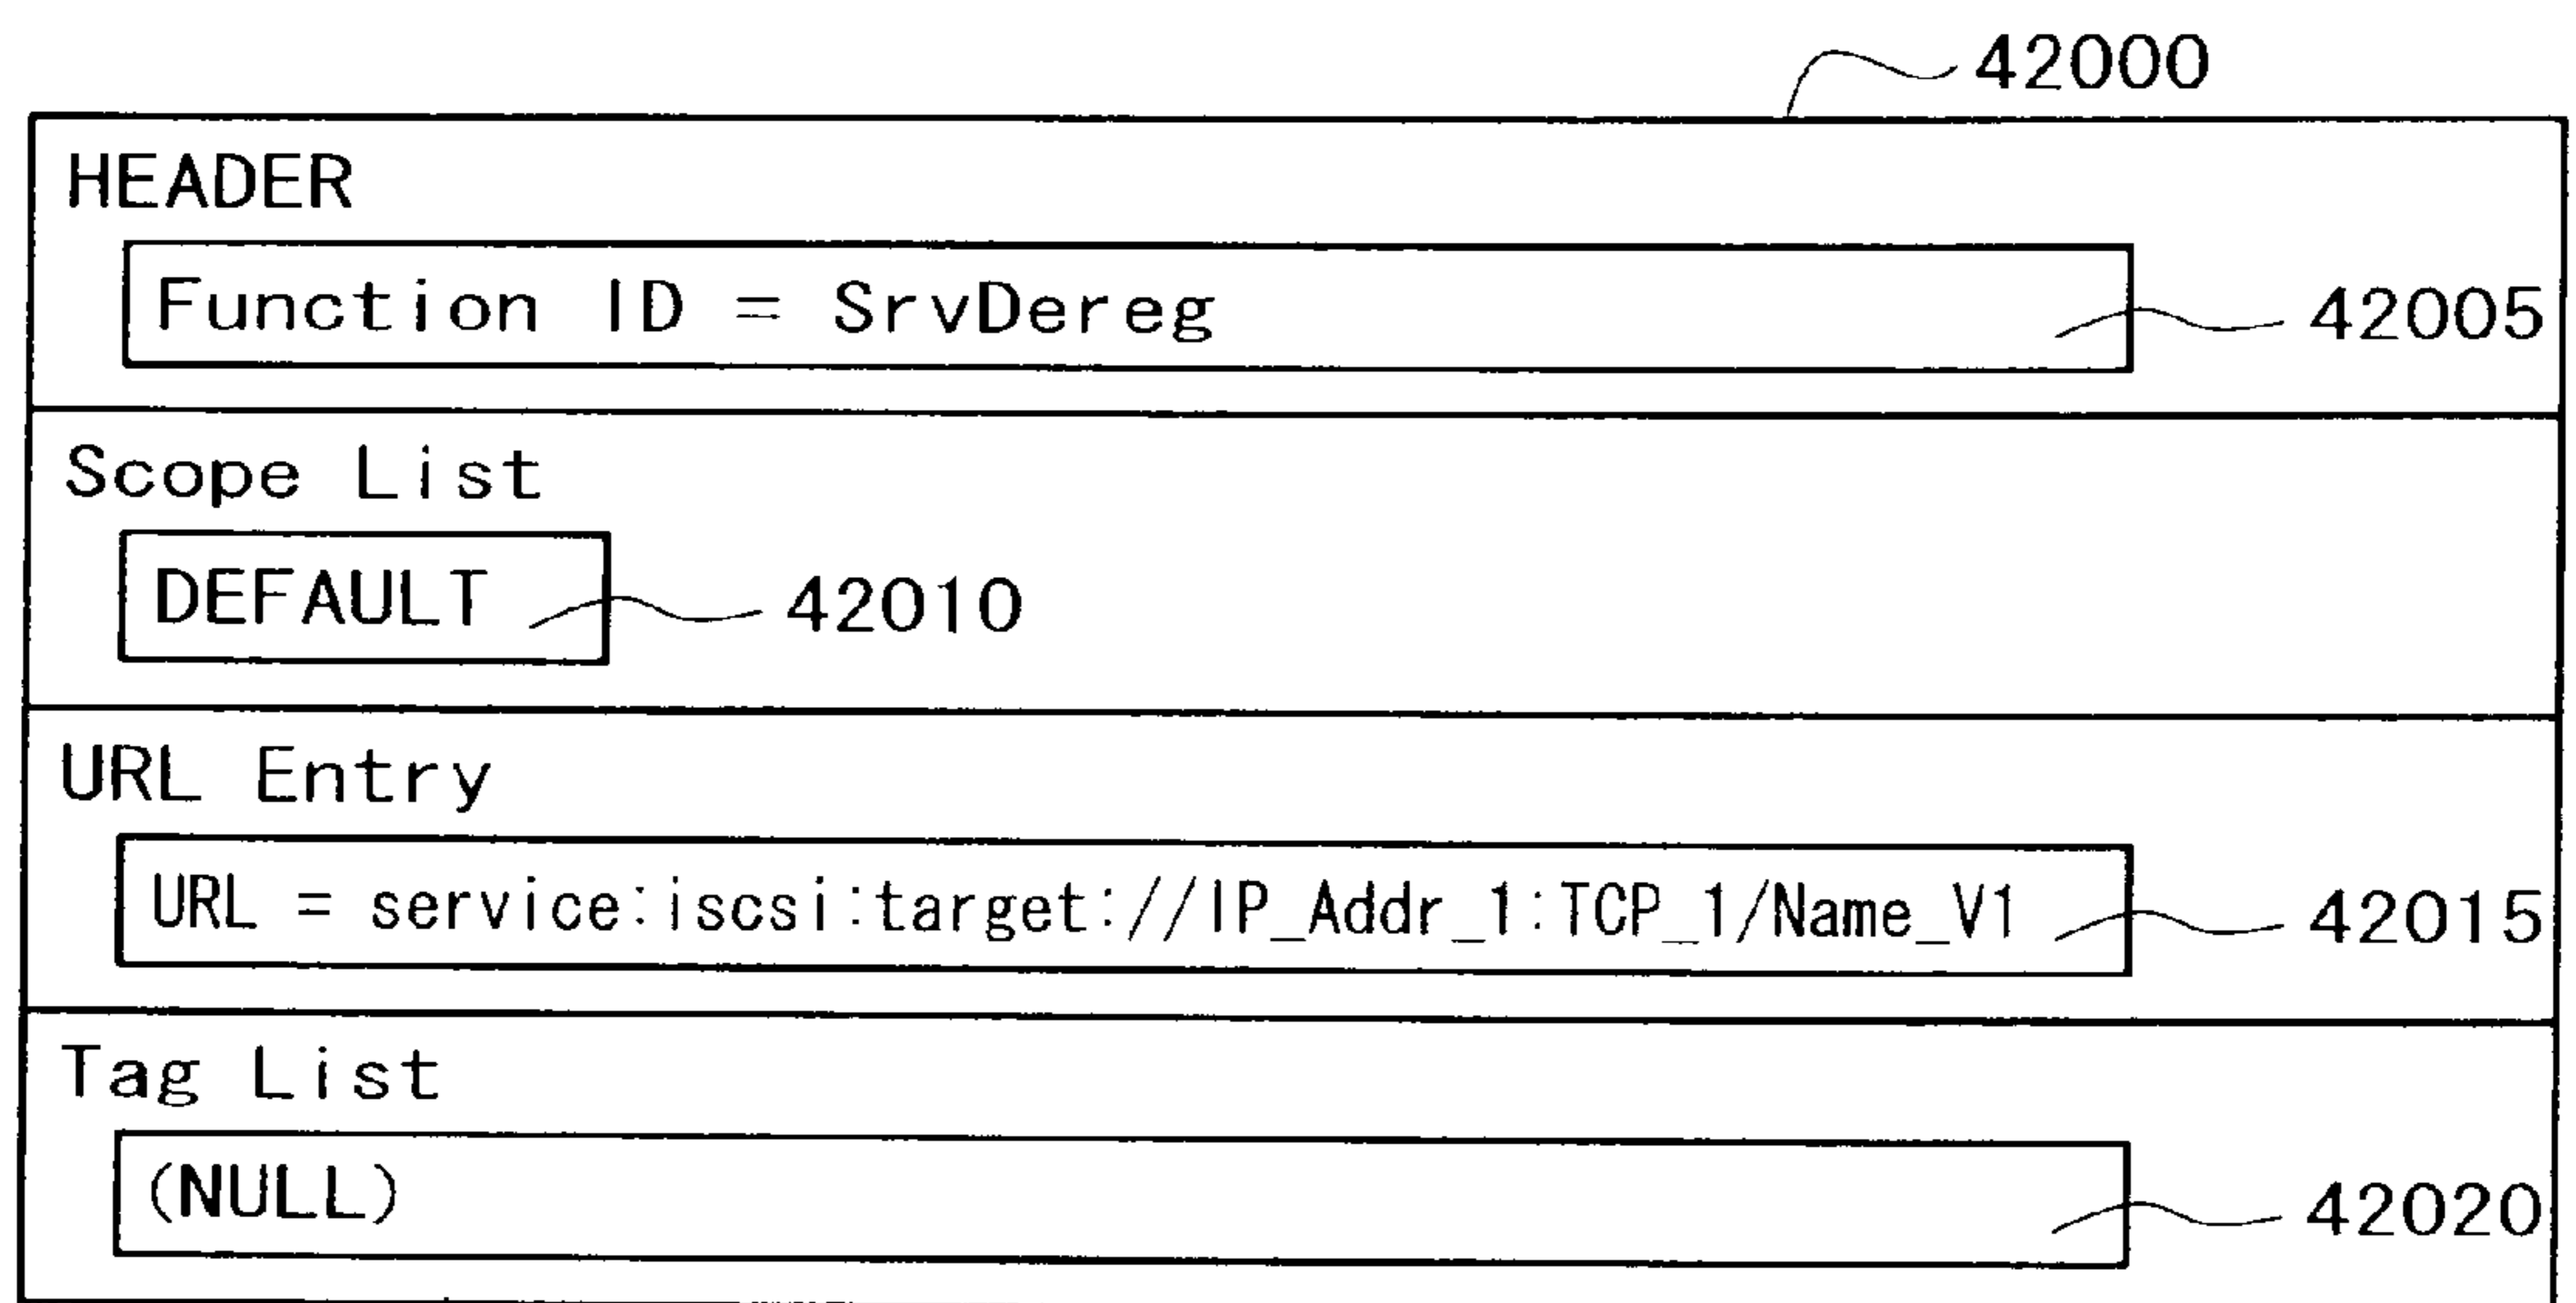 42000
HEADER
Function ID = SrvDereg
42005
Scope List
DEFAULT
42010
URL Entry
URL = service:iscsi:target://IP_Addr_1:TCP_1/Name_V1
42015
Tag List
(NULL)
42020